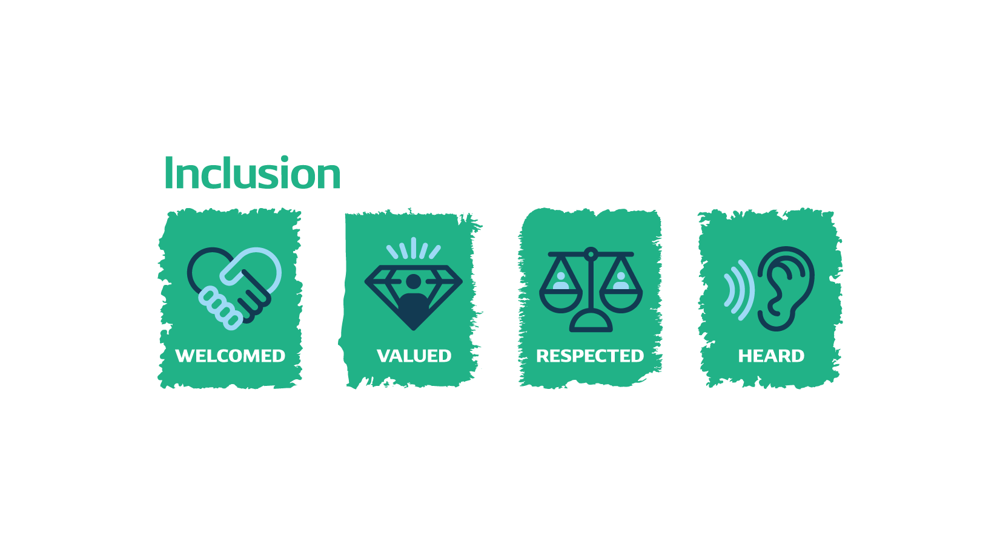 Inclusion
WELCOMED
VALUED
RESPECTED
HEARD